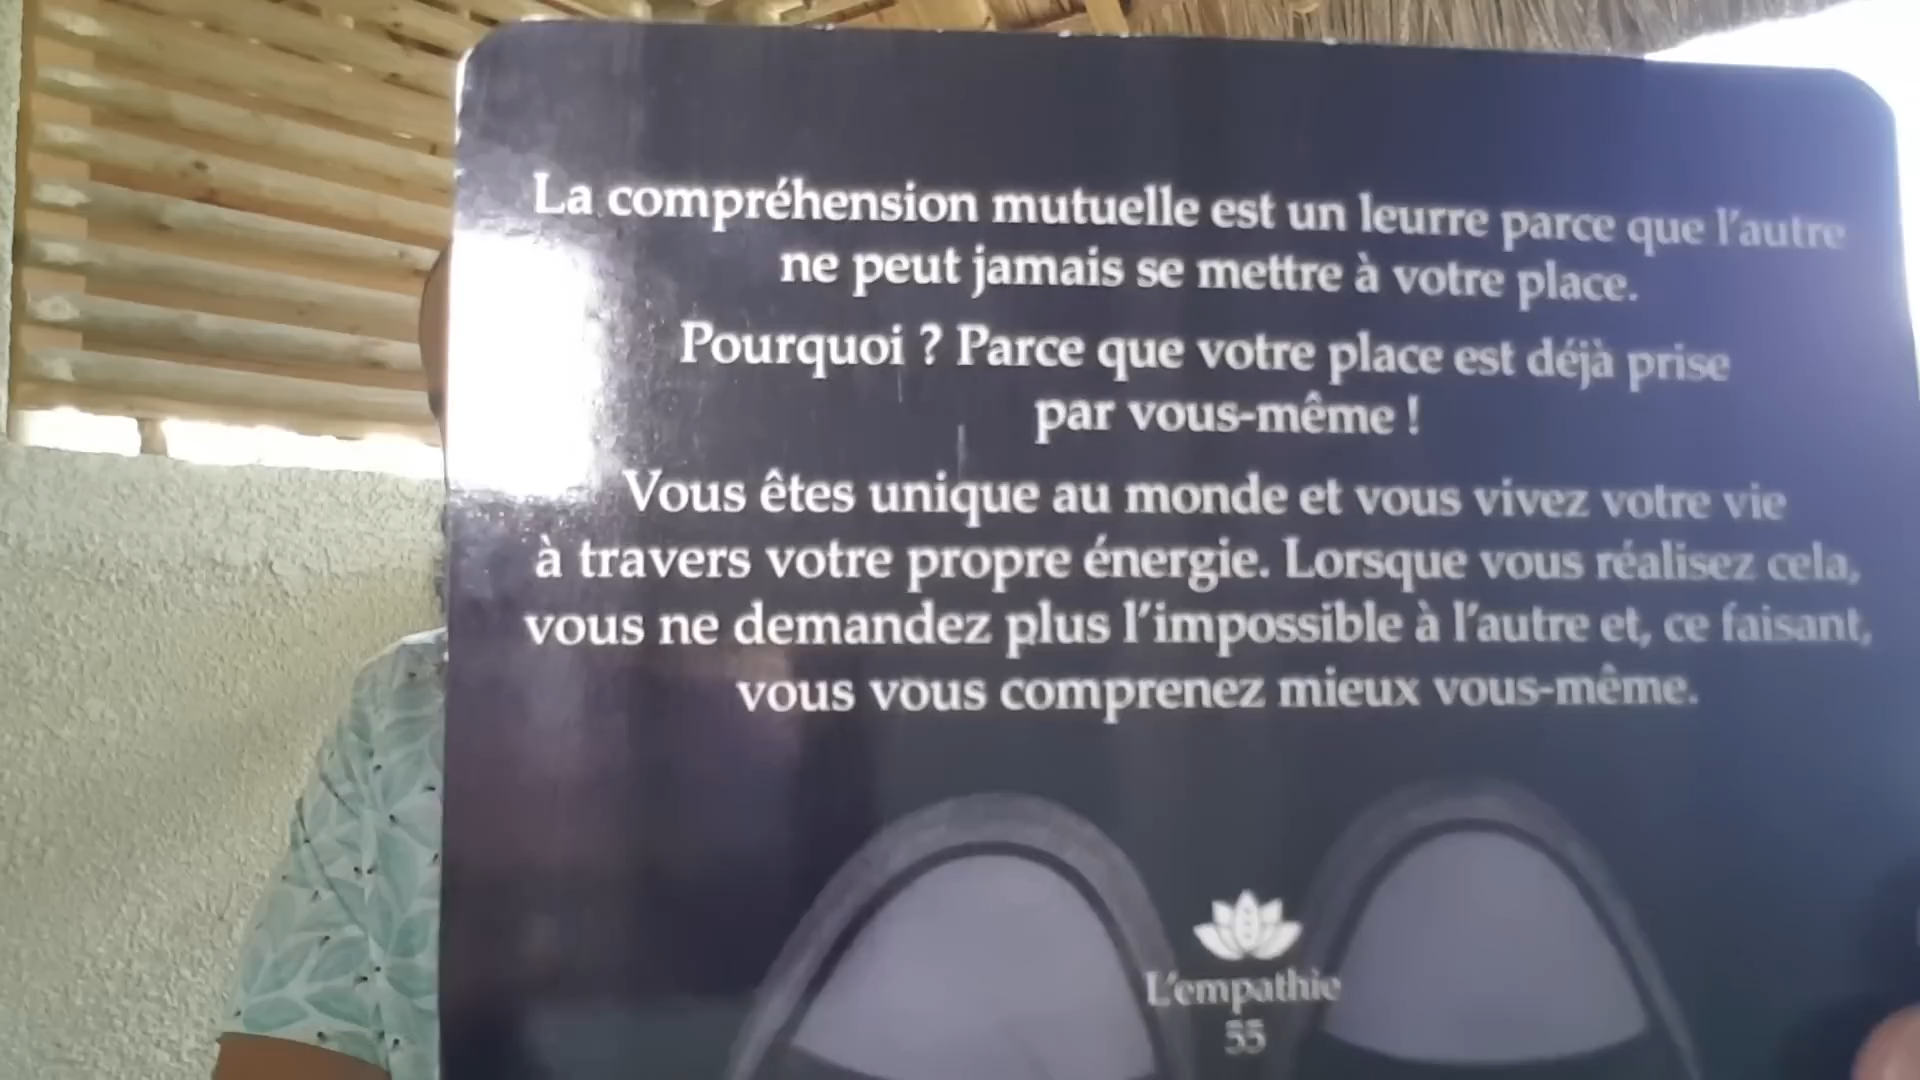 La compréhension mutuelle est un leurre parce que l'autre
ne peut jamais se mettre à votre place.
Pourquoi ? Parce que votre place est déjà prise
par vous-même !
Vous êtes unique au monde et vous vivez votre vie
à travers votre propre énergie. Lorsque vous réalisez cela,
vous ne demandez plus l'impossible à l'autre et, ce faisant,
vous vous comprenez mieux vous-même.
L'empathie
55